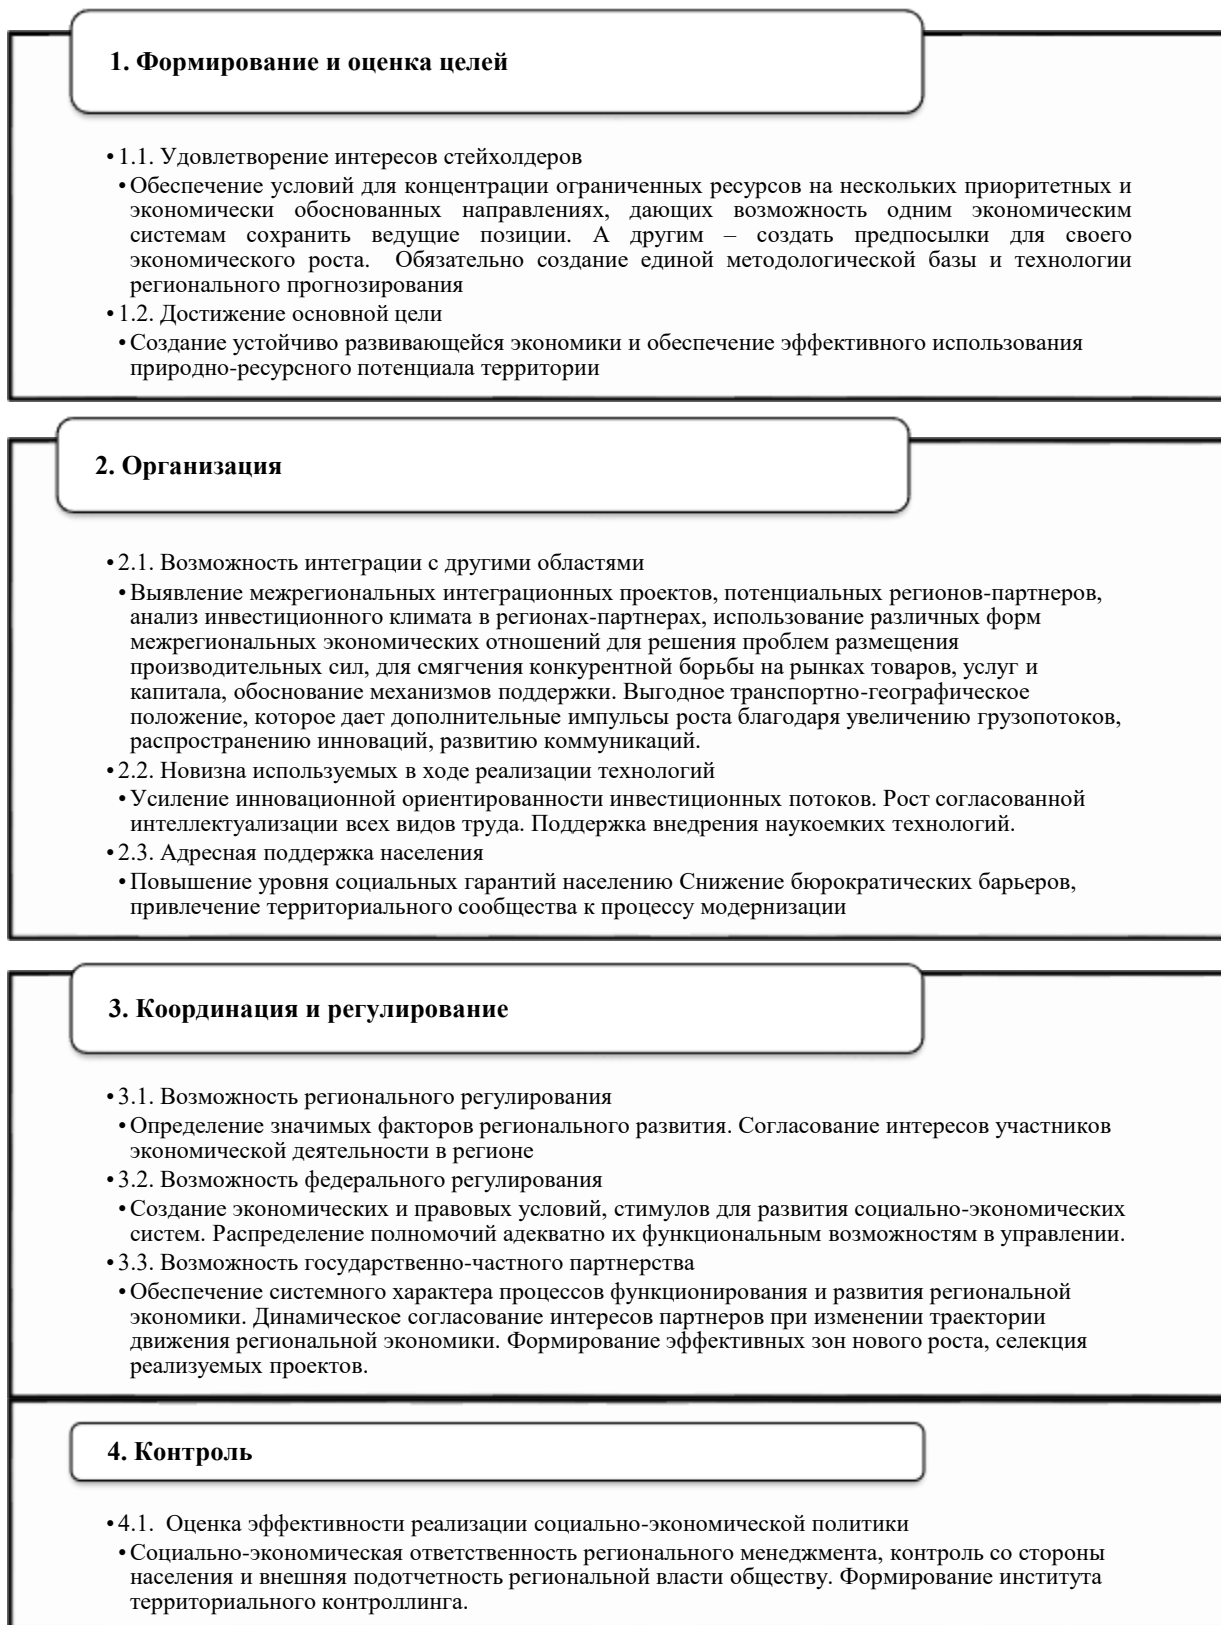 1. Формирование и оценка целей
• 1.1. Удовлетворение интересов стейхолдеров
• Обеспечение условий для концентрации ограниченных ресурсов на нескольких приоритетных и
экономически обоснованных направлениях, дающих возможность одним экономическим
системам сохранить ведущие позиции. А другим – создать предпосылки для своего
экономического роста. Обязательно создание единой методологической базы и технологии
регионального прогнозирования
• 1.2. Достижение основной цели
• Создание устойчиво развивающейся экономики и обеспечение эффективного использования
природно-ресурсного потенциала территории
2. Организация
• 2.1. Возможность интеграции с другими областями
• Выявление межрегиональных интеграционных проектов, потенциальных регионов-партнеров,
анализ инвестиционного климата в регионах-партнерах, использование различных форм
межрегиональных экономических отношений для решения проблем размещения
производительных сил, для смягчения конкурентной борьбы на рынках товаров, услуг и
капитала, обоснование механизмов поддержки. Выгодное транспортно-географическое
положение, которое дает дополнительные импульсы роста благодаря увеличению грузопотоков,
распространению инноваций, развитию коммуникаций.
• 2.2. Новизна используемых в ходе реализации технологий
• Усиление инновационной ориентированности инвестиционных потоков. Рост согласованной
интеллектуализации всех видов труда. Поддержка внедрения наукоемких технологий.
• 2.3. Адресная поддержка населения
• Повышение уровня социальных гарантий населению Снижение бюрократических барьеров,
привлечение территориального сообщества к процессу модернизации
3. Координация и регулирование
• 3.1. Возможность регионального регулирования
• Определение значимых факторов регионального развития. Согласование интересов участников
экономической деятельности в регионе
• 3.2. Возможность федерального регулирования
• Создание экономических и правовых условий, стимулов для развития социально-экономических
систем. Распределение полномочий адекватно их функциональным возможностям в управлении.
• 3.3. Возможность государственно-частного партнерства
• Обеспечение системного характера процессов функционирования и развития региональной
экономики. Динамическое согласование интересов партнеров при изменении траектории
движения региональной экономики. Формирование эффективных зон нового роста, селекция
реализуемых проектов.
4. Контроль
• 4.1. Оценка эффективности реализации социально-экономической политики
• Социально-экономическая ответственность регионального менеджмента, контроль со стороны
населения и внешняя подотчетность региональной власти обществу. Формирование института
территориального контроллинга.